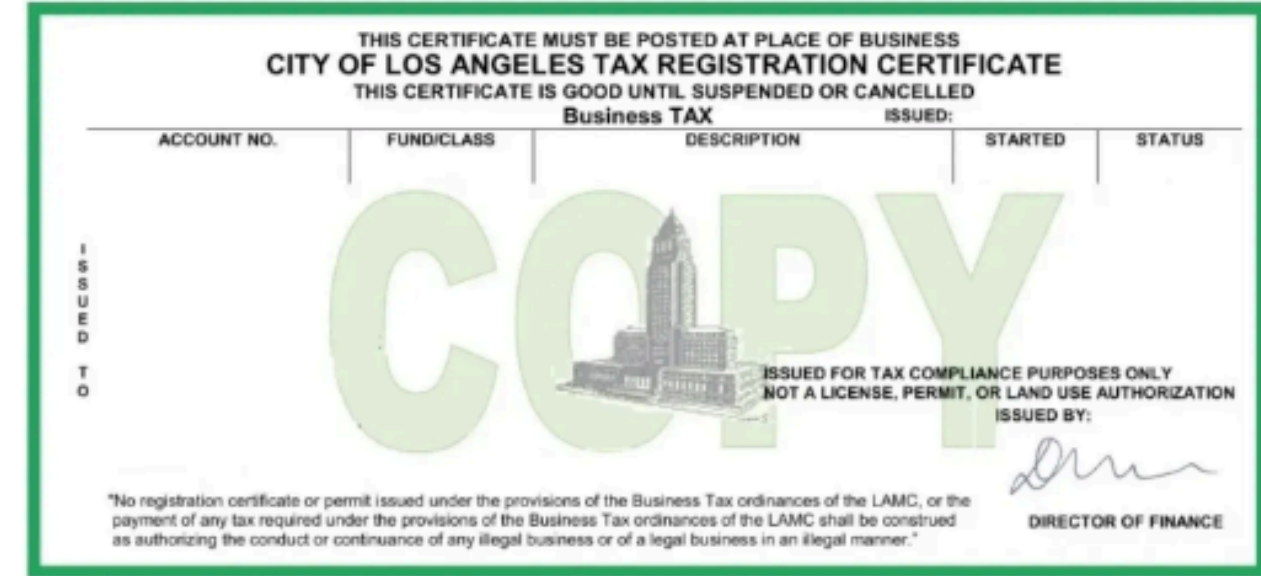 THIS CERTIFICATE MUST BE POSTED AT PLACE OF BUSINESS
CITY OF LOS ANGELES TAX REGISTRATION CERTIFICATE
THIS CERTIFICATE IS GOOD UNTIL SUSPENDED OR CANCELLED
Business TAX ISSUED:
ACCOUNT NO. FUND/CLASS DESCRIPTION STARTED STATUS
COPY
ISSUED TO
ISSUED FOR TAX COMPLIANCE PURPOSES ONLY
NOT A LICENSE, PERMIT, OR LAND USE AUTHORIZATION
ISSUED BY:
"No registration certificate or permit issued under the provisions of the Business Tax ordinances of the LAMC, or the
payment of any tax required under the provisions of the Business Tax ordinances of the LAMC shall be construed
as authorizing the conduct or continuance of any illegal business or of a legal business in an illegal manner."
DIRECTOR OF FINANCE